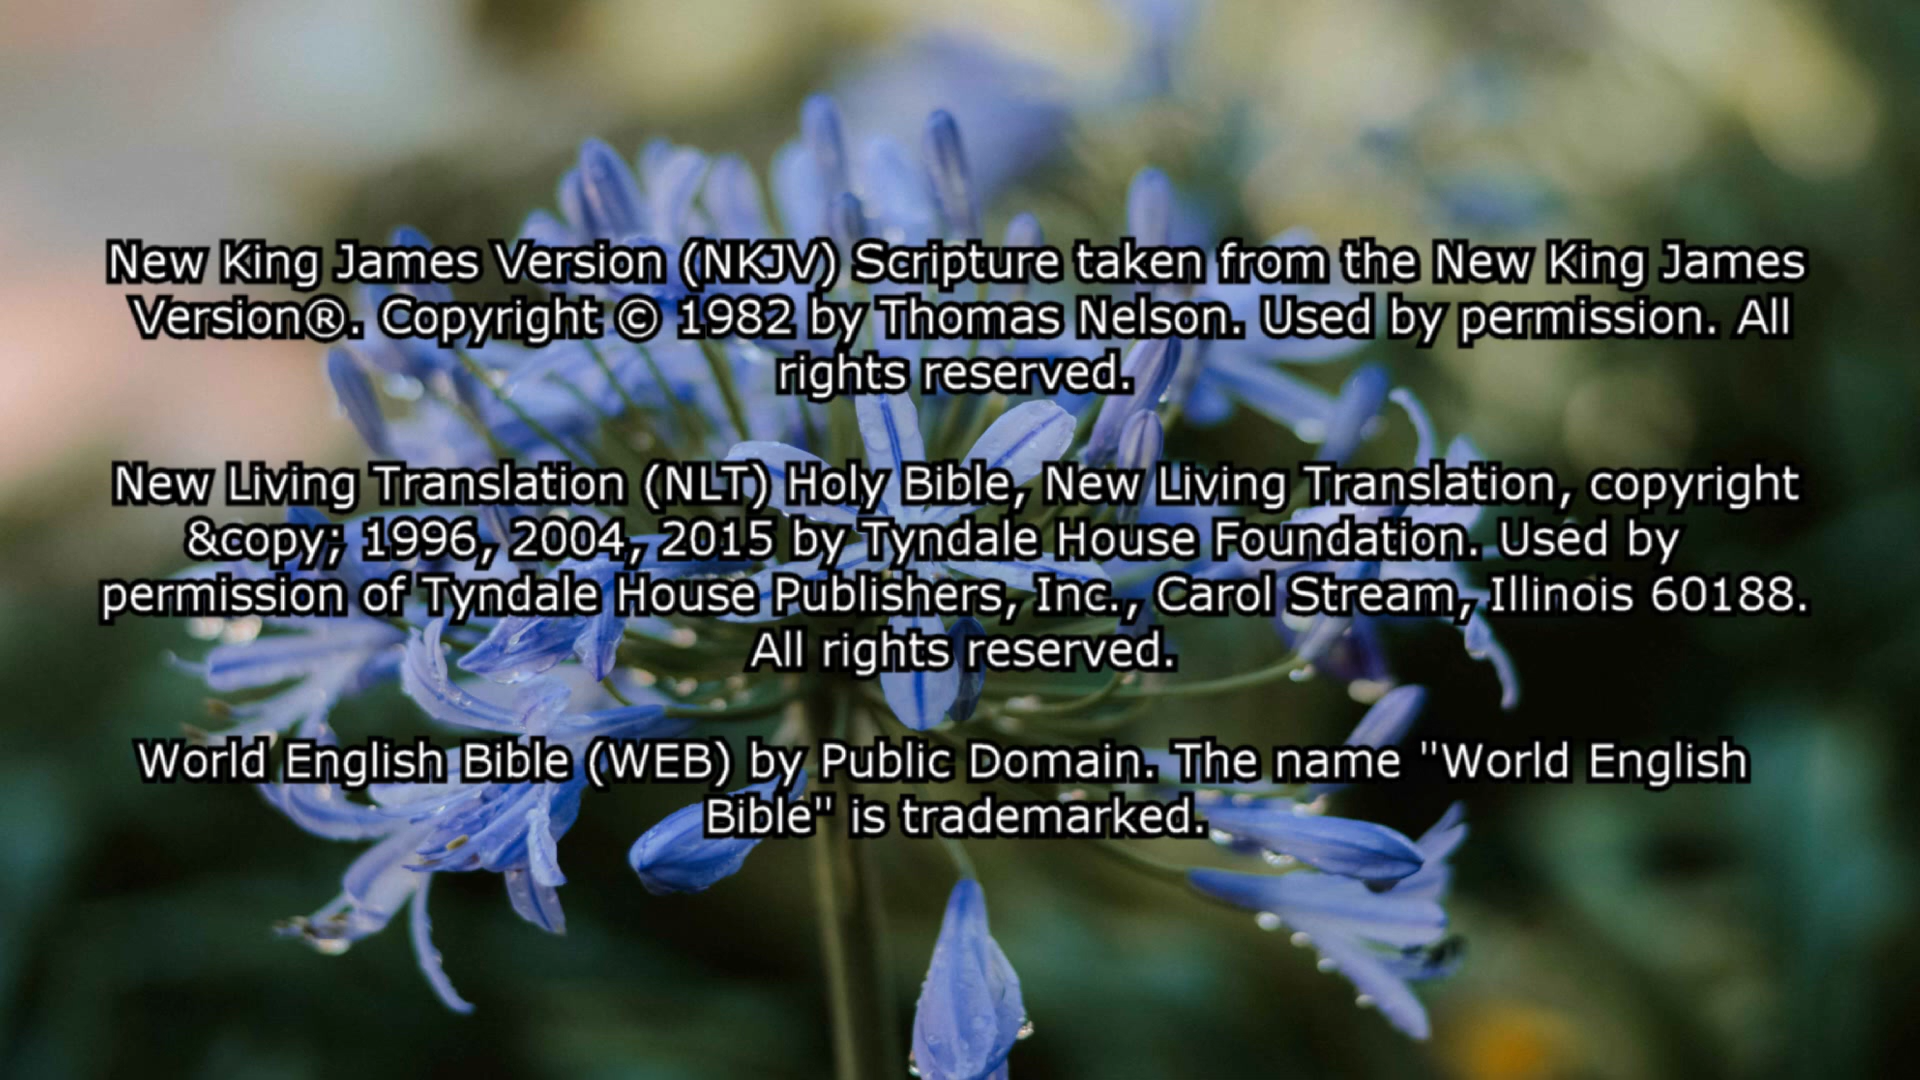 New King James Version (NKJV) Scripture taken from the New King James
Version®. Copyright © 1982 by Thomas Nelson. Used by permission. All
rights reserved.
New Living Translation (NLT) Holy Bible, New Living Translation, copyright
&copy; 1996, 2004, 2015 by Tyndale House Foundation. Used by
permission of Tyndale House Publishers, Inc., Carol Stream, Illinois 60188.
All rights reserved.
World English Bible (WEB) by Public Domain. The name "World English
Bible" is trademarked.